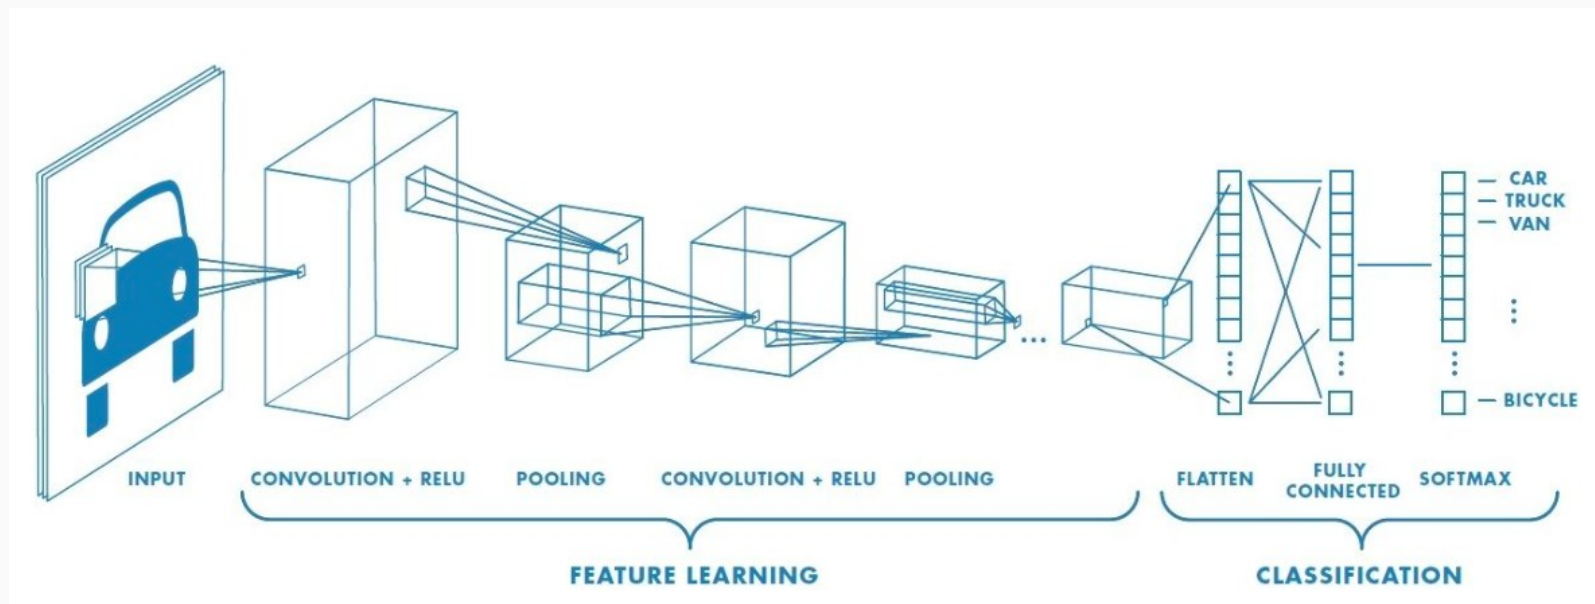 CAR
TRUCK
VAN
BICYCLE
INPUT
CONVOLUTION + RELU
POOLING
CONVOLUTION + RELU
POOLING
FLATTEN
FULLY
CONNECTED
SOFTMAX
FEATURE LEARNING
CLASSIFICATION